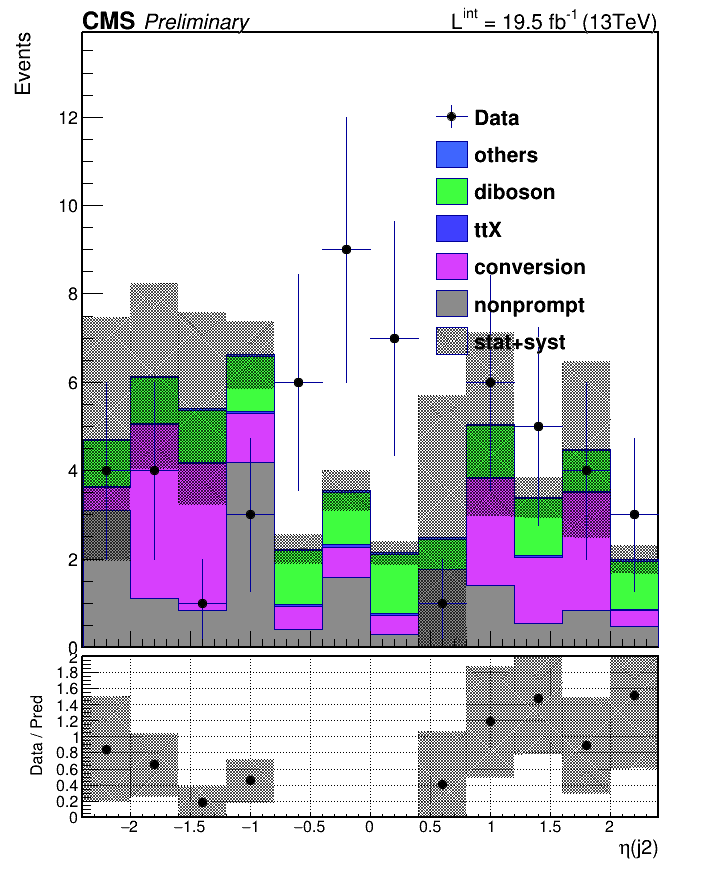 CMS Preliminary L^int = 19.5 fb^-1 (13TeV)
Events
12
10
8
6
4
2
0
Data
others
diboson
ttX
conversion
nonprompt
stat+syst
Data / Pred
2
1.8
1.6
1.4
1.2
1
0.8
0.6
0.4
0.2
0
−2 −1.5 −1 −0.5 0 0.5 1 1.5 2
η(j2)